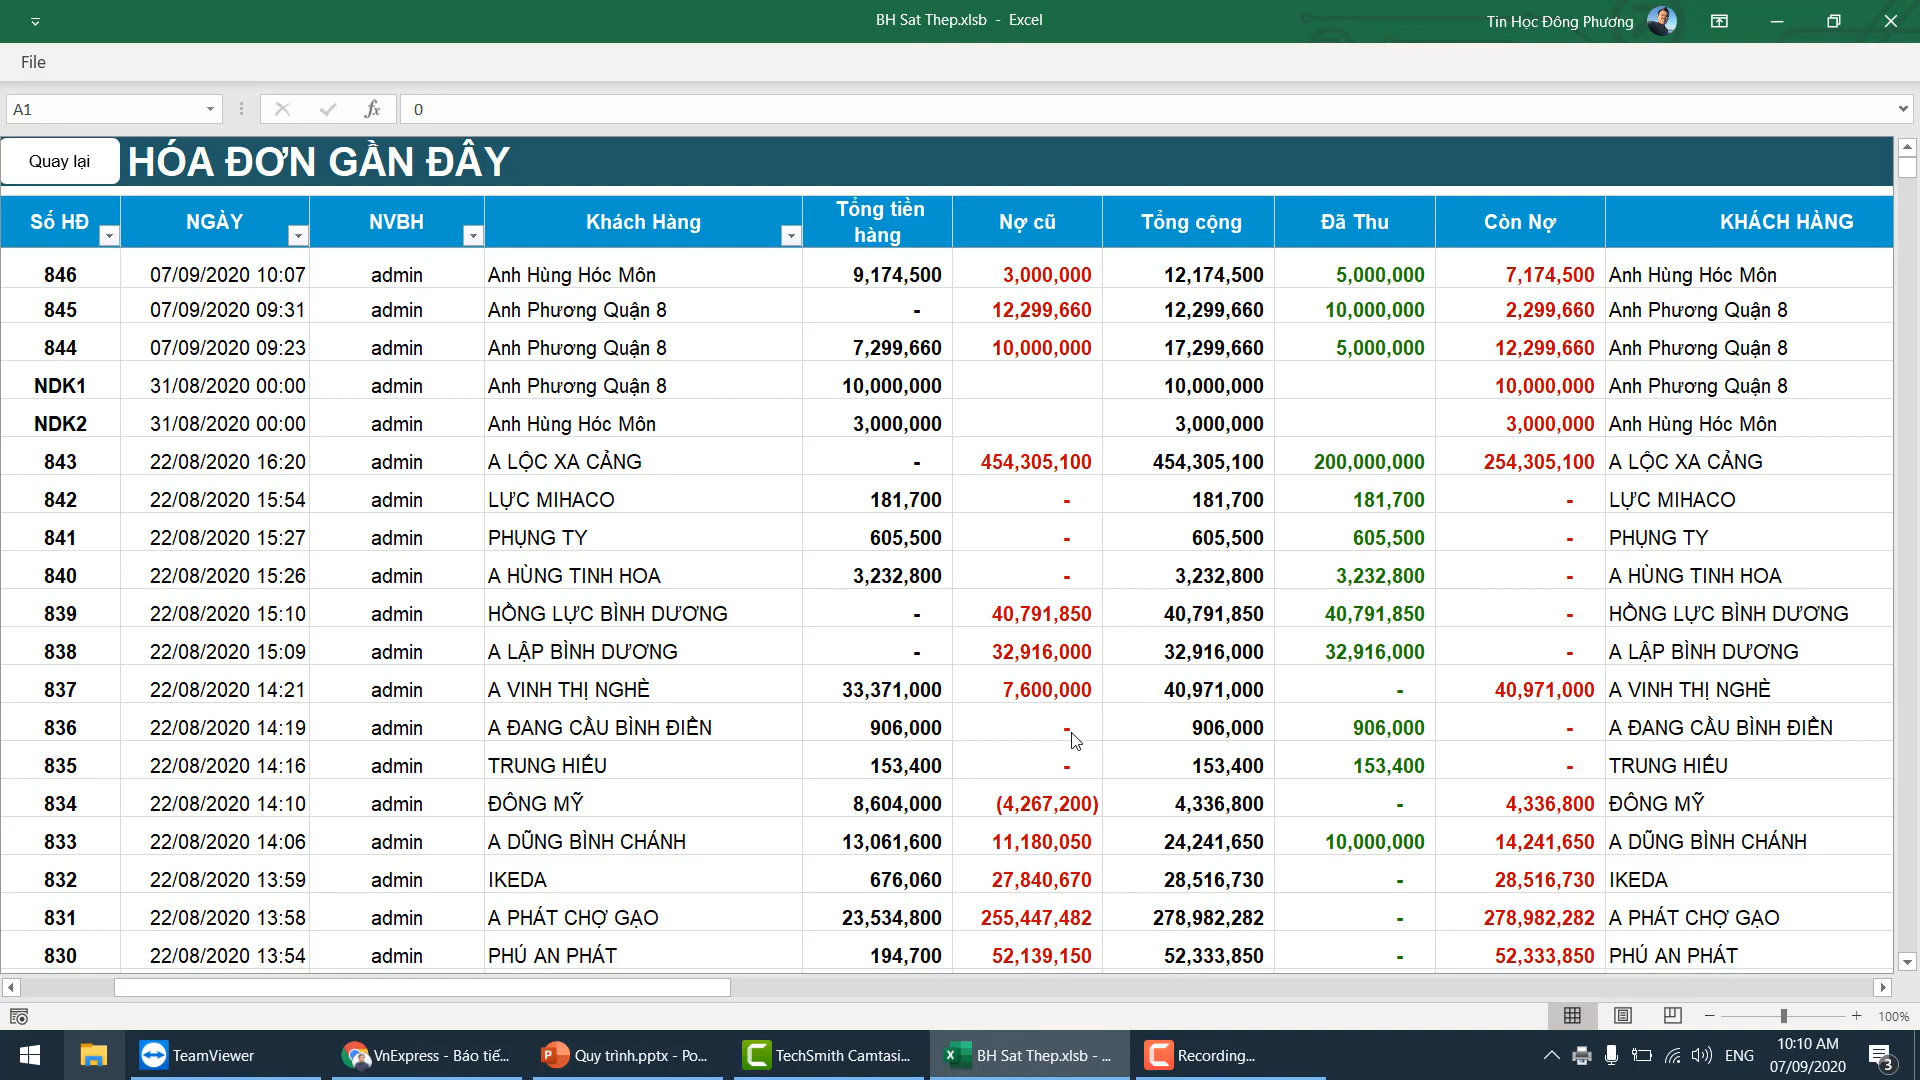 BH Sat Thep.xlsb - Excel
Tin Học Đông Phương
File
A1
fx
0
Quay lại
HÓA ĐƠN GẦN ĐÂY
Số HĐ NGÀY NVBH Khách Hàng Tổng tiền hàng Nợ cũ Tổng cộng Đã Thu Còn Nợ KHÁCH HÀNG
846 07/09/2020 10:07 admin Anh Hùng Hóc Môn 9,174,500 3,000,000 12,174,500 5,000,000 7,174,500 Anh Hùng Hóc Môn
845 07/09/2020 09:31 admin Anh Phương Quận 8 - 12,299,660 12,299,660 10,000,000 2,299,660 Anh Phương Quận 8
844 07/09/2020 09:23 admin Anh Phương Quận 8 7,299,660 10,000,000 17,299,660 5,000,000 12,299,660 Anh Phương Quận 8
NDK1 31/08/2020 00:00 admin Anh Phương Quận 8 10,000,000 10,000,000 10,000,000 Anh Phương Quận 8
NDK2 31/08/2020 00:00 admin Anh Hùng Hóc Môn 3,000,000 3,000,000 3,000,000 Anh Hùng Hóc Môn
843 22/08/2020 16:20 admin A LỘC XA CẢNG - 454,305,100 454,305,100 200,000,000 254,305,100 A LỘC XA CẢNG
842 22/08/2020 15:54 admin LỰC MIHACO 181,700 - 181,700 181,700 - LỰC MIHACO
841 22/08/2020 15:27 admin PHỤNG TY 605,500 - 605,500 605,500 - PHỤNG TY
840 22/08/2020 15:26 admin A HÙNG TINH HOA 3,232,800 - 3,232,800 3,232,800 - A HÙNG TINH HOA
839 22/08/2020 15:10 admin HỒNG LỰC BÌNH DƯƠNG - 40,791,850 40,791,850 40,791,850 - HỒNG LỰC BÌNH DƯƠNG
838 22/08/2020 15:09 admin A LẬP BÌNH DƯƠNG - 32,916,000 32,916,000 32,916,000 - A LẬP BÌNH DƯƠNG
837 22/08/2020 14:21 admin A VINH THỊ NGHÈ 33,371,000 7,600,000 40,971,000 - 40,971,000 A VINH THỊ NGHÈ
836 22/08/2020 14:19 admin A ĐANG CẦU BÌNH ĐIỀN 906,000 - 906,000 906,000 - A ĐANG CẦU BÌNH ĐIỀN
835 22/08/2020 14:16 admin TRUNG HIẾU 153,400 - 153,400 153,400 - TRUNG HIẾU
834 22/08/2020 14:10 admin ĐÔNG MỸ 8,604,000 (4,267,200) 4,336,800 - 4,336,800 ĐÔNG MỸ
833 22/08/2020 14:06 admin A DŨNG BÌNH CHÁNH 13,061,600 11,180,050 24,241,650 10,000,000 14,241,650 A DŨNG BÌNH CHÁNH
832 22/08/2020 13:59 admin IKEDA 676,060 27,840,670 28,516,730 - 28,516,730 IKEDA
831 22/08/2020 13:58 admin A PHÁT CHỢ GẠO 23,534,800 255,447,482 278,982,282 - 278,982,282 A PHÁT CHỢ GẠO
830 22/08/2020 13:54 admin PHÚ AN PHÁT 194,700 52,139,150 52,333,850 - 52,333,850 PHÚ AN PHÁT
100%
TeamViewer
VnExpress - Báo tiế...
Quy trình.pptx - Po...
TechSmith Camtasi...
BH Sat Thep.xlsb - ...
Recording...
ENG
10:10 AM
07/09/2020
3